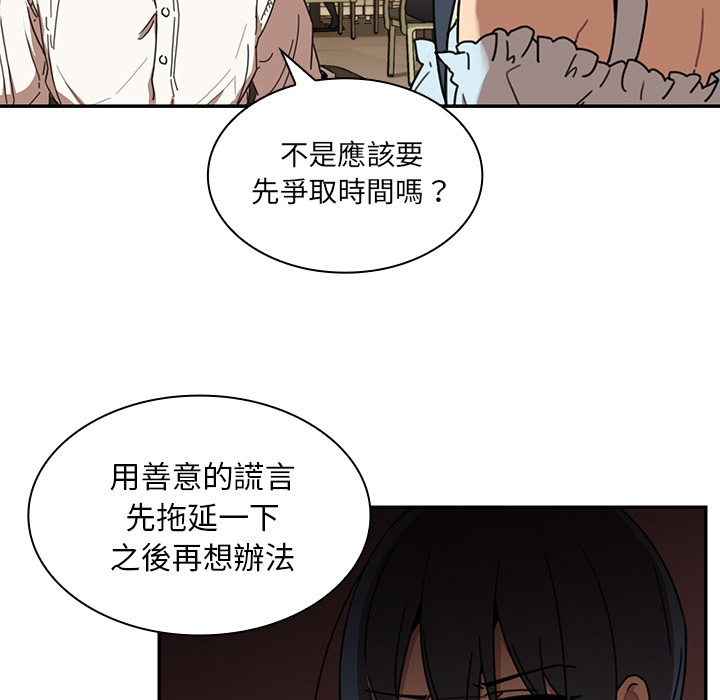 不是應該要
先爭取時間嗎？
用善意的謊言
先拖延一下
之後再想辦法